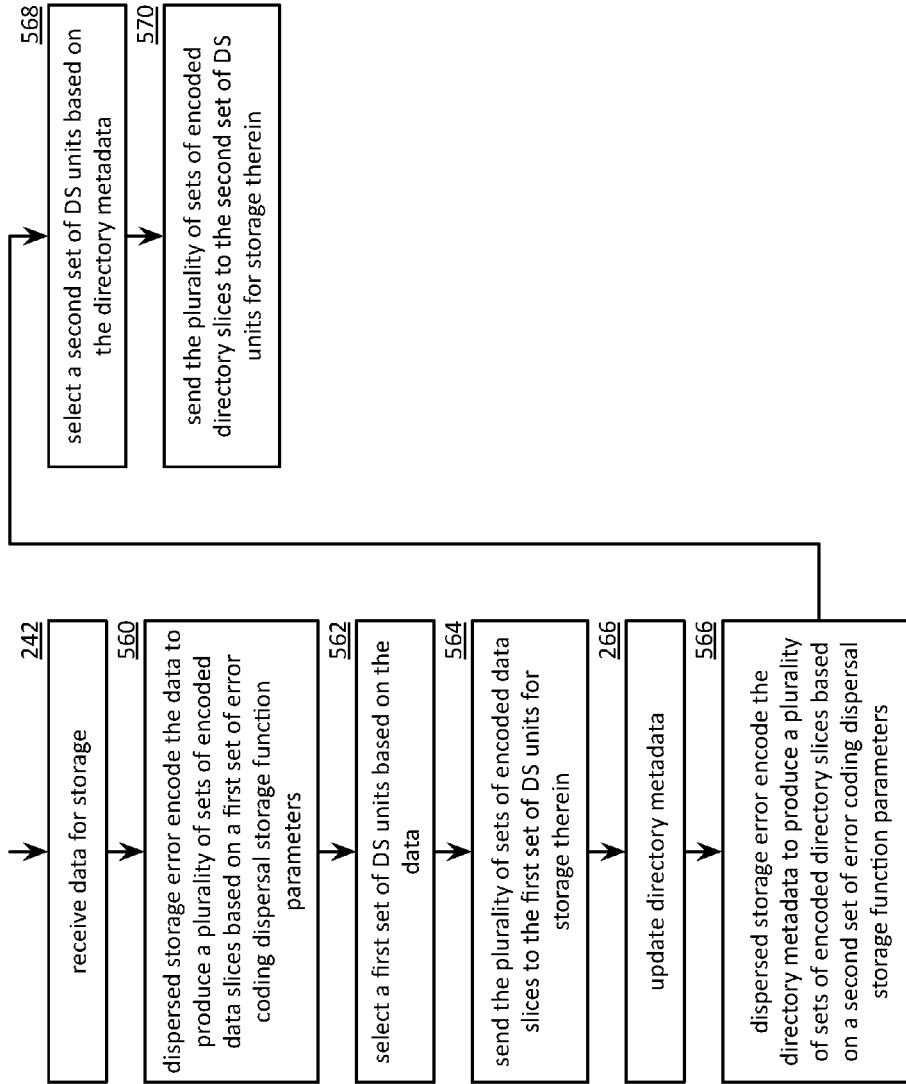 242
receive data for storage
560
dispersed storage error encode the data to
produce a plurality of sets of encoded
data slices based on a first set of error
coding dispersal storage function
parameters
562
select a first set of DS units based on the
data
564
send the plurality of sets of encoded data
slices to the first set of DS units for
storage therein
266
update directory metadata
566
dispersed storage error encode the
directory metadata to produce a plurality
of sets of encoded directory slices based
on a second set of error coding dispersal
storage function parameters
568
select a second set of DS units based on
the directory metadata
570
send the plurality of sets of encoded
directory slices to the second set of DS
units for storage therein